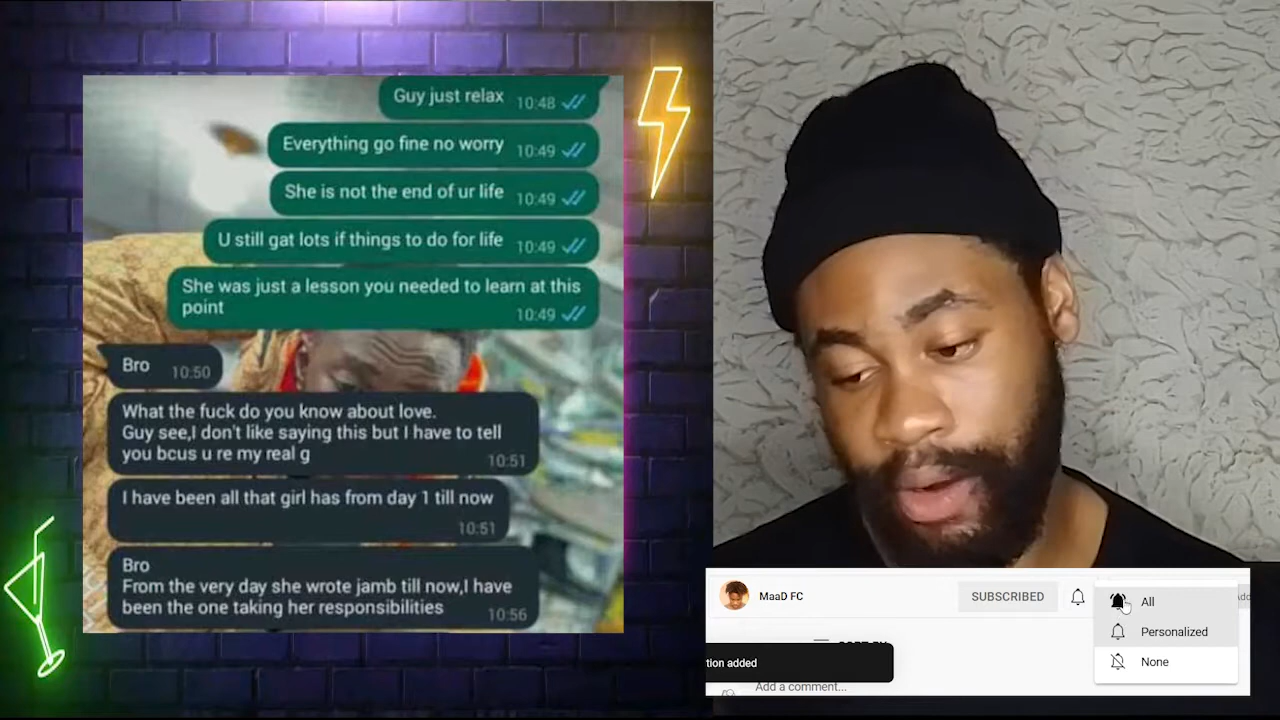 Guy just relax 10:48
Everything go fine no worry 10:49
She is not the end of ur life 10:49
U still gat lots if things to do for life 10:49
She was just a lesson you needed to learn at this
point 10:49
Bro 10:50
What the fuck do you know about love.
Guy see,I don't like saying this but I have to tell
you bcus u re my real g 10:51
I have been all that girl has from day 1 till now
10:51
Bro
From the very day she wrote jamb till now,I have
been the one taking her responsibilities 10:56
MaaD FC SUBSCRIBED
All
Personalized
None
tion added
Add a comment...